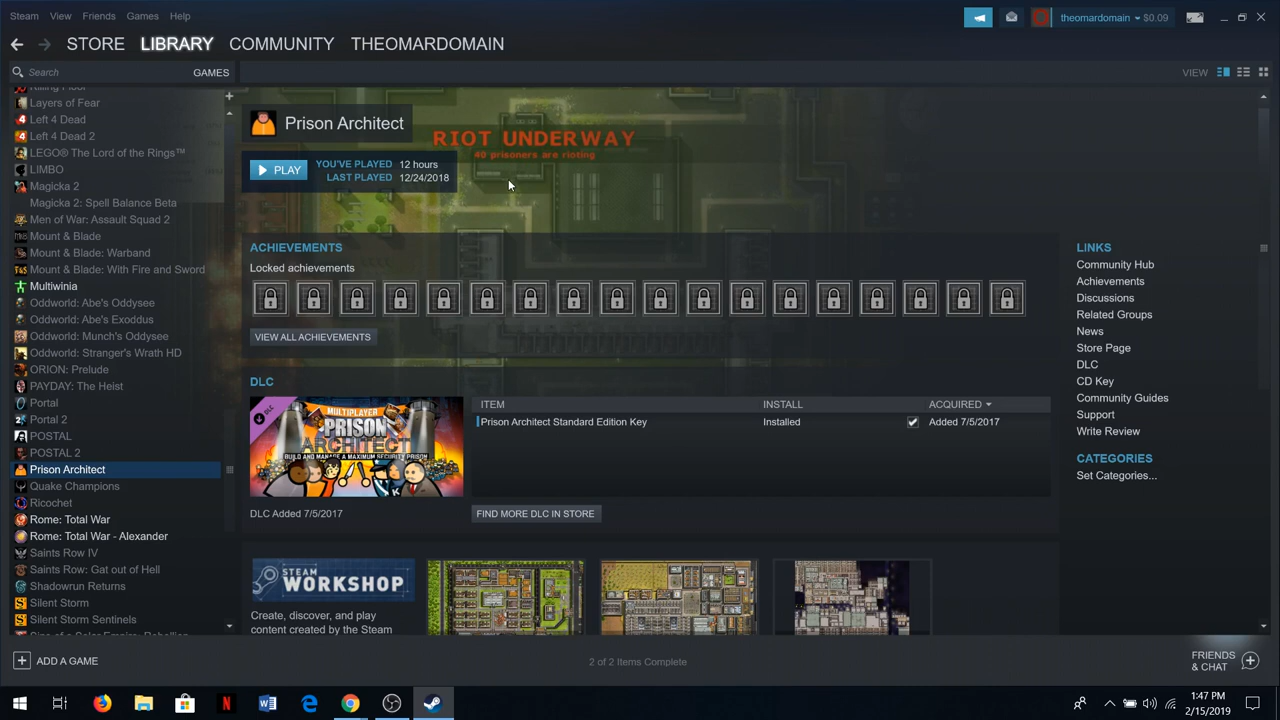 Steam View Friends Games Help
theomardomain $0.09
STORE LIBRARY COMMUNITY THEOMARDOMAIN
Search GAMES
VIEW
Layers of Fear
Left 4 Dead
Left 4 Dead 2
LEGO® The Lord of the Rings™
LIMBO
Magicka 2
Magicka 2: Spell Balance Beta
Men of War: Assault Squad 2
Mount & Blade
Mount & Blade: Warband
Mount & Blade: With Fire and Sword
Multiwinia
Oddworld: Abe's Oddysee
Oddworld: Abe's Exoddus
Oddworld: Munch's Oddysee
Oddworld: Stranger's Wrath HD
ORION: Prelude
PAYDAY: The Heist
Portal
Portal 2
POSTAL
POSTAL 2
Prison Architect
Quake Champions
Ricochet
Rome: Total War
Rome: Total War - Alexander
Saints Row IV
Saints Row: Gat out of Hell
Shadowrun Returns
Silent Storm
Silent Storm Sentinels
Prison Architect
RIOT UNDERWAY
40 prisoners are rioting
PLAY
YOU'VE PLAYED 12 hours
LAST PLAYED 12/24/2018
ACHIEVEMENTS
Locked achievements
VIEW ALL ACHIEVEMENTS
DLC
DLC
MULTIPLAYER
PRISON
ARCHITECT
BUILD AND MANAGE A MAXIMUM SECURITY PRISON
DLC Added 7/5/2017
ITEM INSTALL ACQUIRED
Prison Architect Standard Edition Key Installed Added 7/5/2017
FIND MORE DLC IN STORE
STEAM
WORKSHOP
Create, discover, and play
content created by the Steam
LINKS
Community Hub
Achievements
Discussions
Related Groups
News
Store Page
DLC
CD Key
Community Guides
Support
Write Review
CATEGORIES
Set Categories...
ADD A GAME
2 of 2 Items Complete
FRIENDS
& CHAT
1:47 PM
2/15/2019